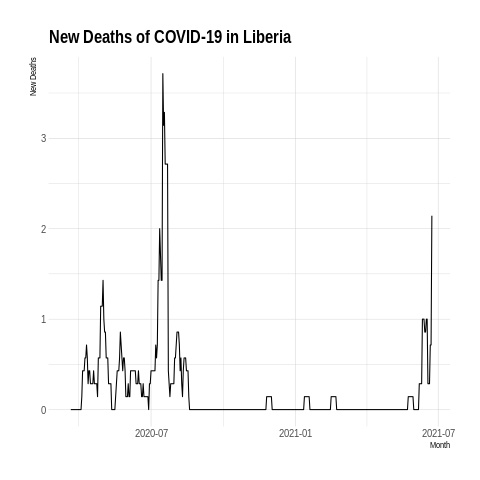 New Deaths of COVID-19 in Liberia
New Deaths
3
2
1
0
2020-07
2021-01
2021-07
Month